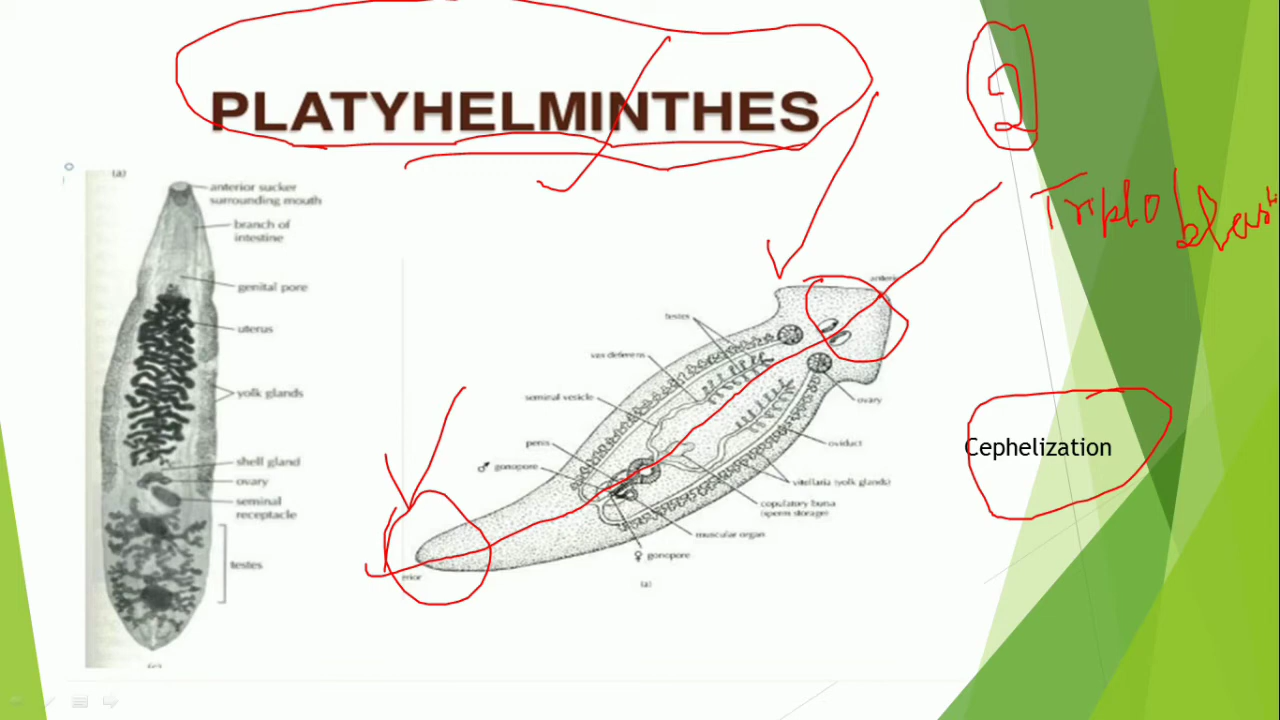 PLATYHELMINTHES
2
Triploblast
(a)
anterior sucker
surrounding mouth
branch of
intestine
genital pore
uterus
yolk glands
shell gland
ovary
seminal
receptacle
testes
anterior
testes
vas deferens
seminal vesicle
penis
♂ gonopore
ovary
oviduct
vitellaria (yolk glands)
copulatory bursa
(sperm storage)
muscular organ
♀ gonopore
(a)
Cephelization